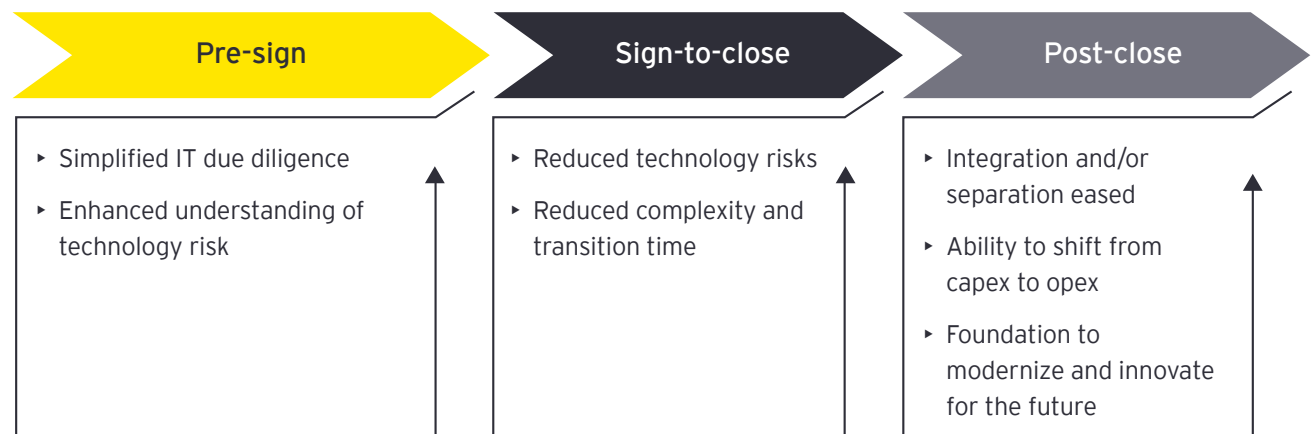 Pre-sign
‣ Simplified IT due diligence
‣ Enhanced understanding of
technology risk
Sign-to-close
‣ Reduced technology risks
‣ Reduced complexity and
transition time
Post-close
‣ Integration and/or
separation eased
‣ Ability to shift from
capex to opex
‣ Foundation to
modernize and innovate
for the future